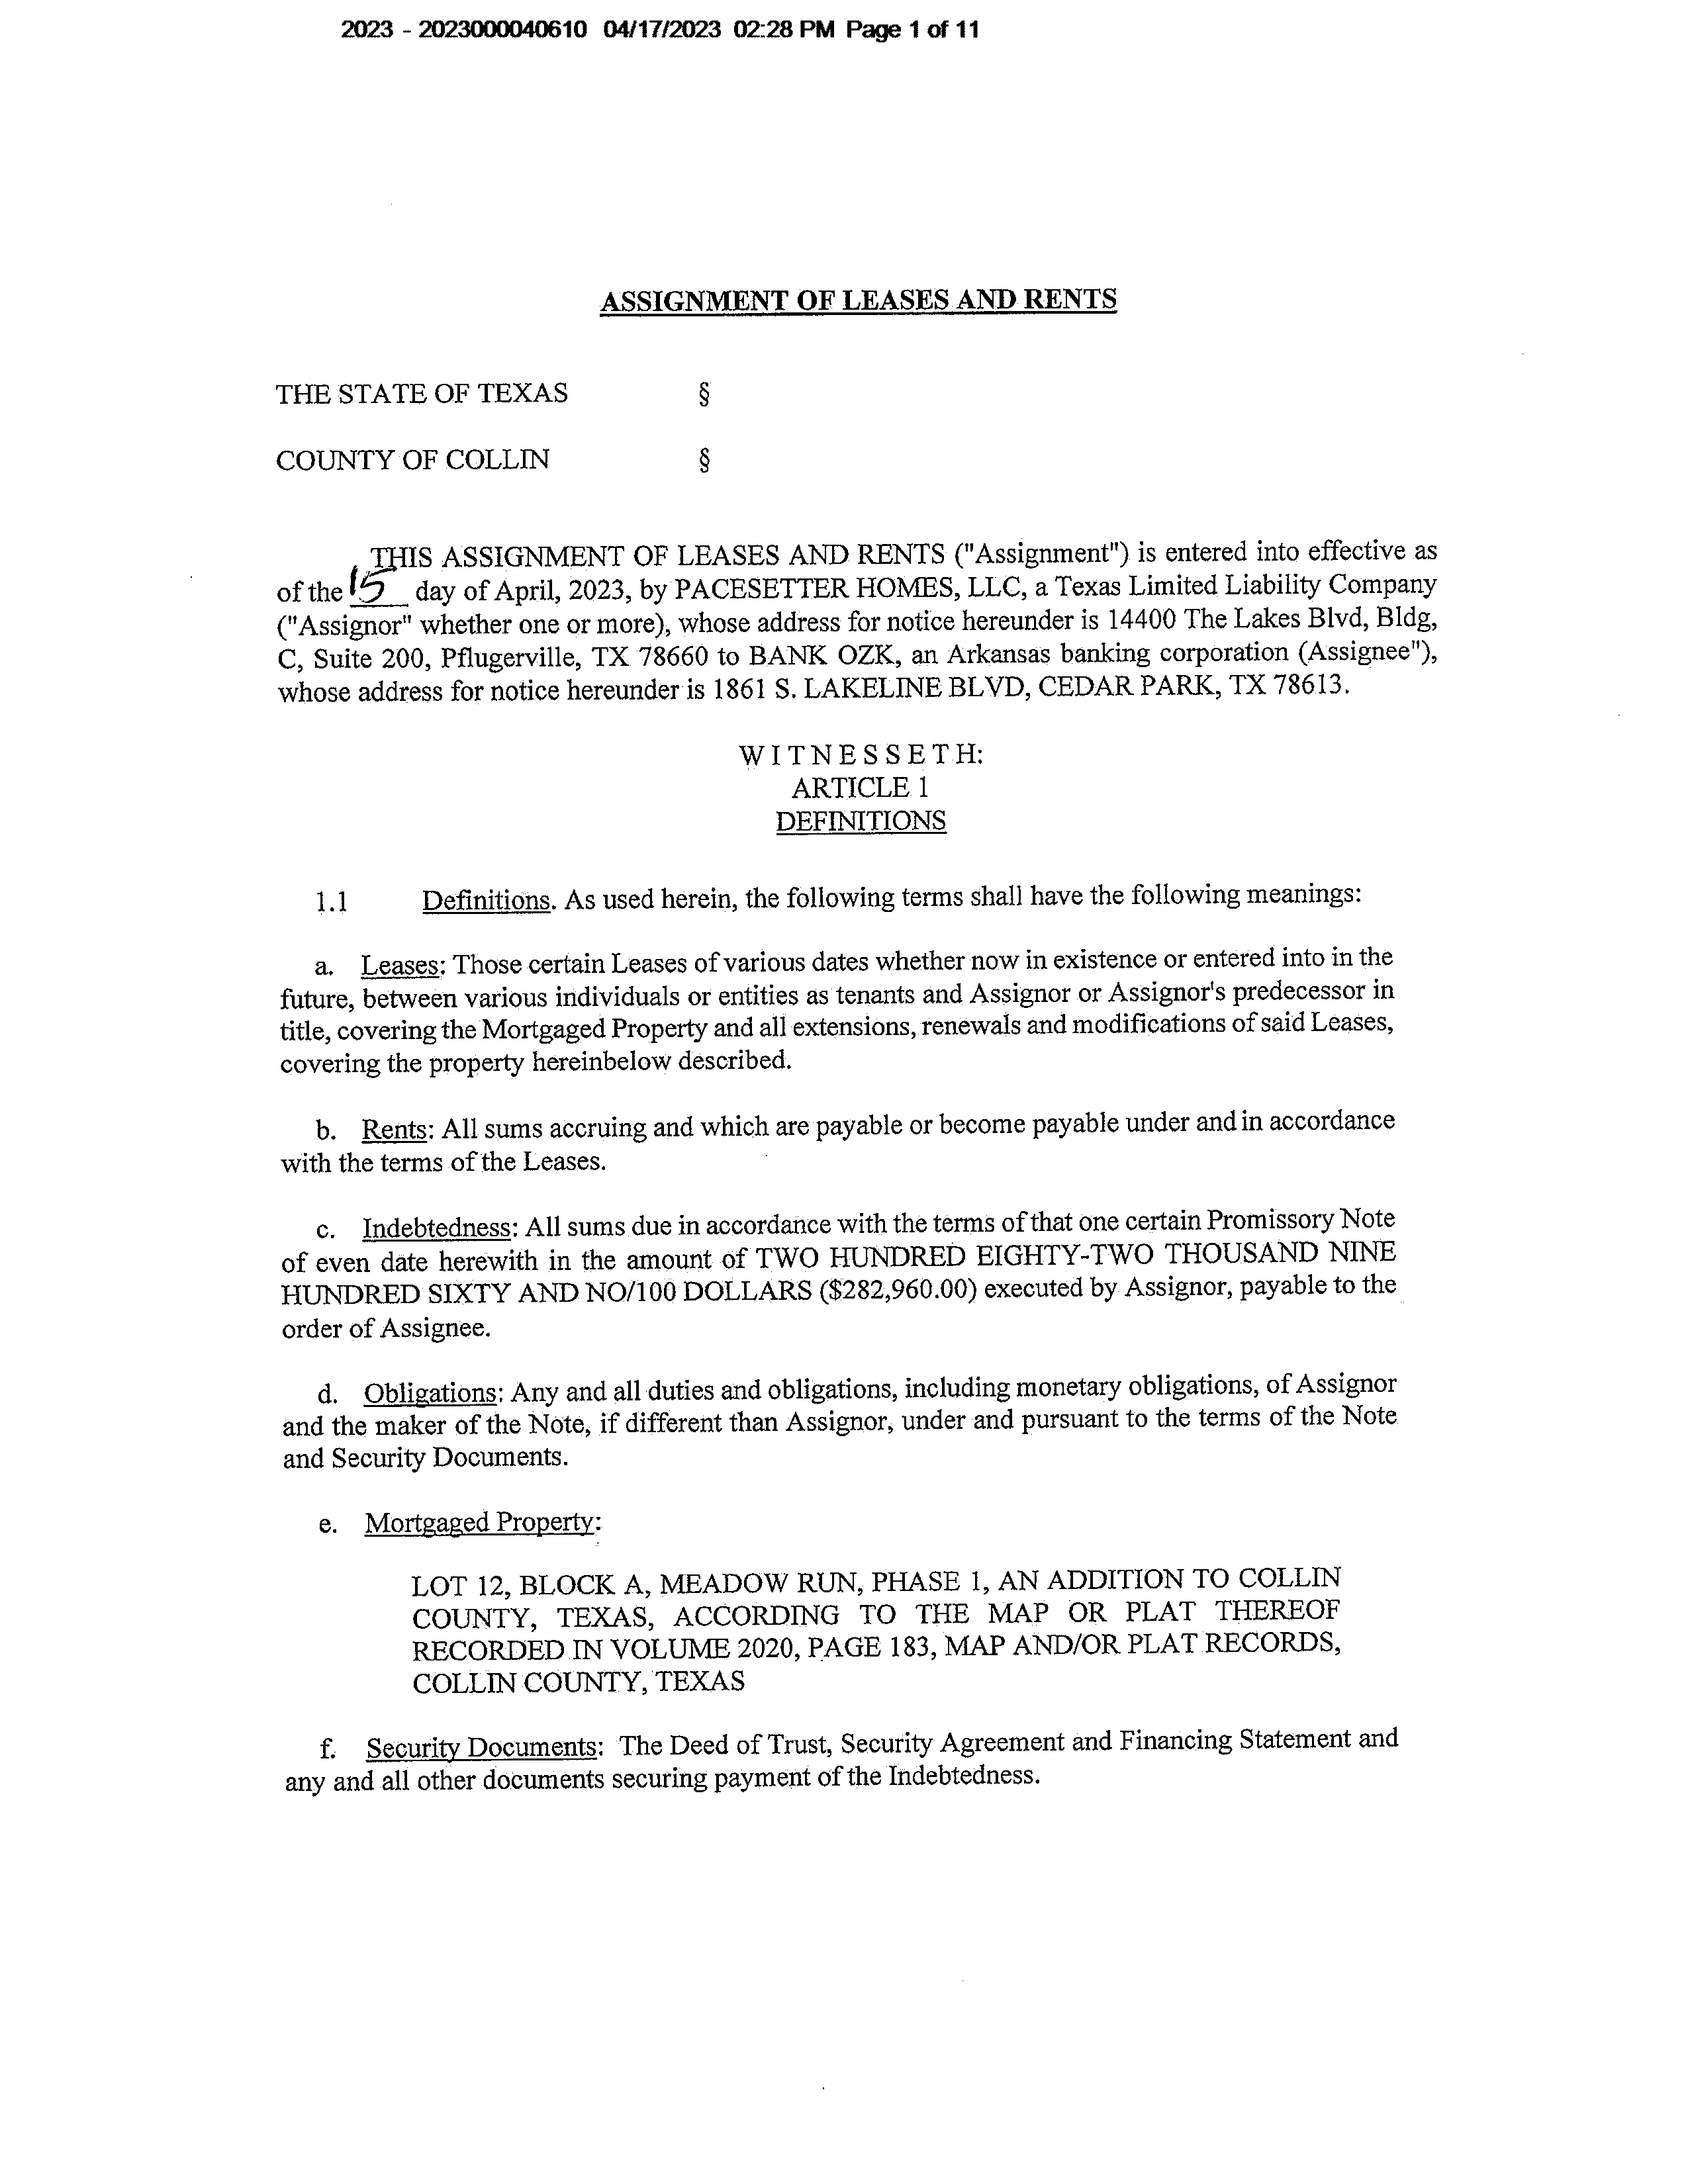 2023 - 2023000040610 04/17/2023 02:28 PM Page 1 of 11
ASSIGNMENT OF LEASES AND RENTS
THE STATE OF TEXAS §
COUNTY OF COLLIN §
THIS ASSIGNMENT OF LEASES AND RENTS ("Assignment") is entered into effective as
of the 15 day of April, 2023, by PACESETTER HOMES, LLC, a Texas Limited Liability Company
("Assignor" whether one or more), whose address for notice hereunder is 14400 The Lakes Blvd, Bldg,
C, Suite 200, Pflugerville, TX 78660 to BANK OZK, an Arkansas banking corporation (Assignee"),
whose address for notice hereunder is 1861 S. LAKELINE BLVD, CEDAR PARK, TX 78613.
W I T N E S S E T H:
ARTICLE 1
DEFINITIONS
1.1 Definitions. As used herein, the following terms shall have the following meanings:
a. Leases: Those certain Leases of various dates whether now in existence or entered into in the
future, between various individuals or entities as tenants and Assignor or Assignor's predecessor in
title, covering the Mortgaged Property and all extensions, renewals and modifications of said Leases,
covering the property hereinbelow described.
b. Rents: All sums accruing and which are payable or become payable under and in accordance
with the terms of the Leases.
c. Indebtedness: All sums due in accordance with the terms of that one certain Promissory Note
of even date herewith in the amount of TWO HUNDRED EIGHTY-TWO THOUSAND NINE
HUNDRED SIXTY AND NO/100 DOLLARS ($282,960.00) executed by Assignor, payable to the
order of Assignee.
d. Obligations: Any and all duties and obligations, including monetary obligations, of Assignor
and the maker of the Note, if different than Assignor, under and pursuant to the terms of the Note
and Security Documents.
e. Mortgaged Property:
LOT 12, BLOCK A, MEADOW RUN, PHASE 1, AN ADDITION TO COLLIN
COUNTY, TEXAS, ACCORDING TO THE MAP OR PLAT THEREOF
RECORDED IN VOLUME 2020, PAGE 183, MAP AND/OR PLAT RECORDS,
COLLIN COUNTY, TEXAS
f. Security Documents: The Deed of Trust, Security Agreement and Financing Statement and
any and all other documents securing payment of the Indebtedness.